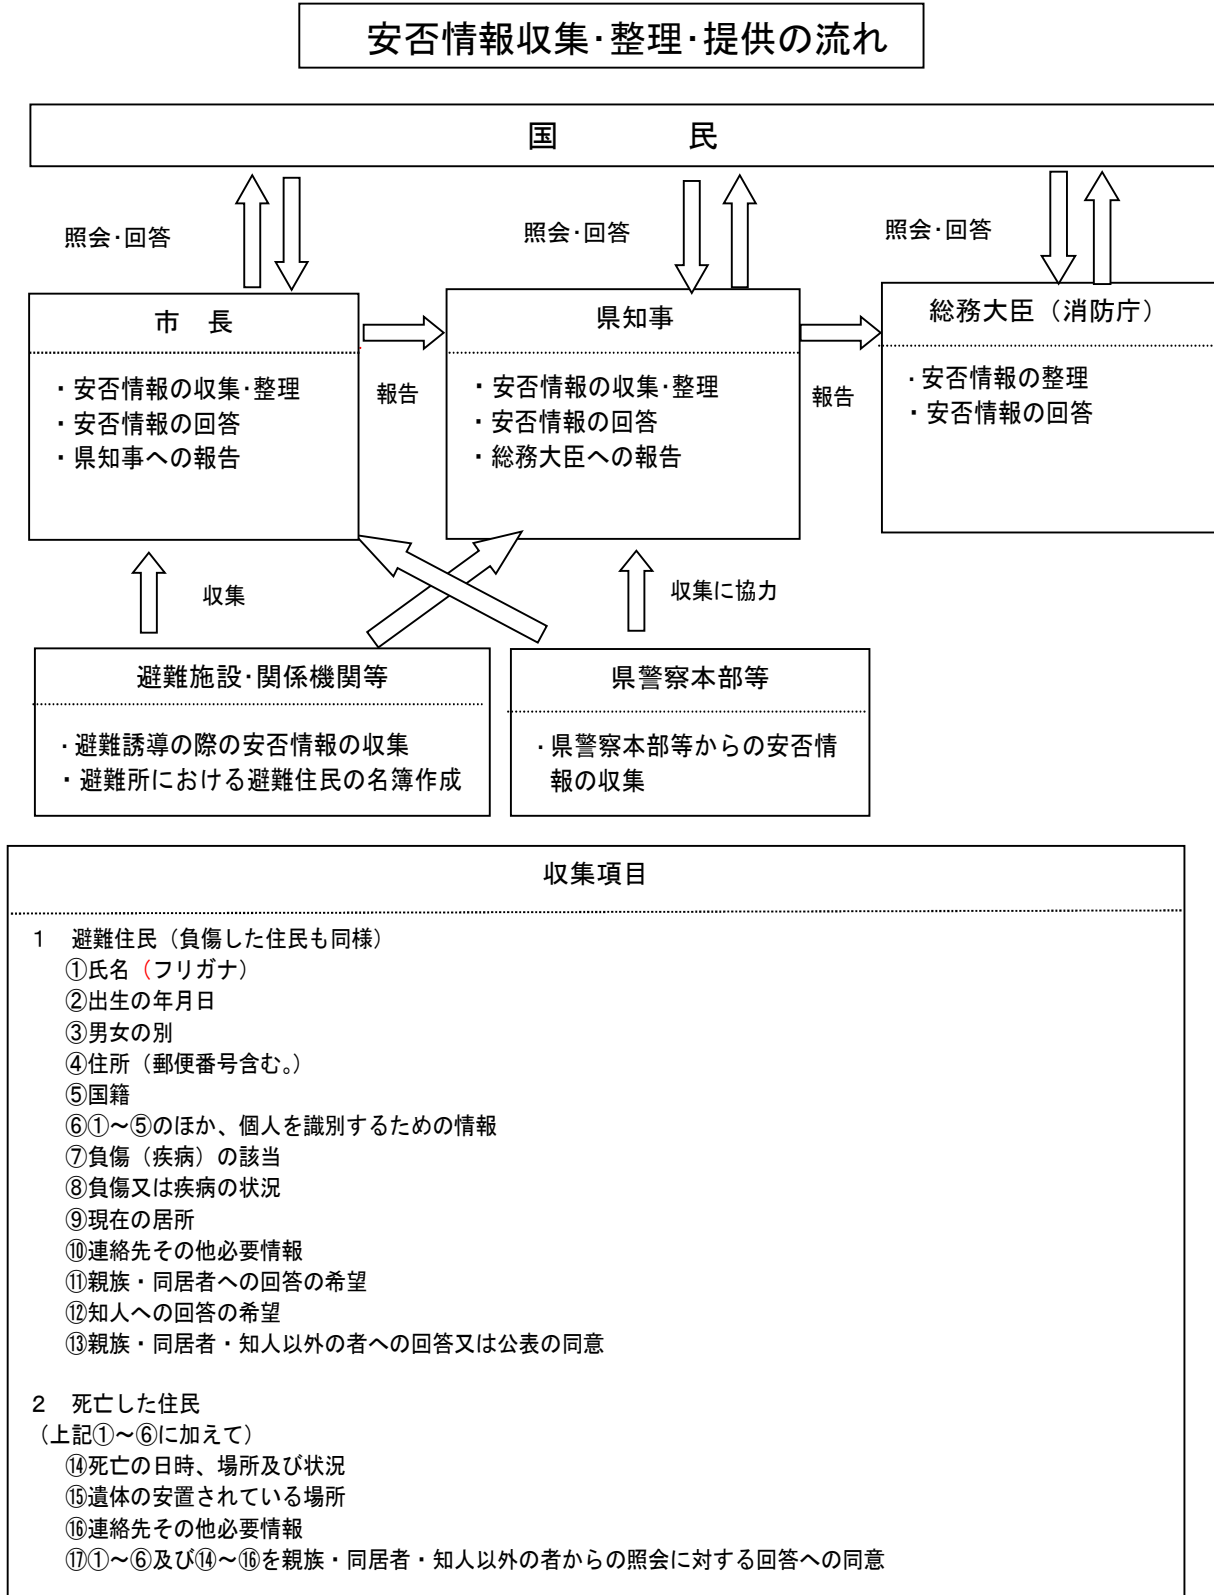 安否情報収集･整理･提供の流れ
国　　　　民
照会･回答
照会･回答
照会･回答
市　長
・安否情報の収集･整理
・安否情報の回答
・県知事への報告
報告
県知事
・安否情報の収集･整理
・安否情報の回答
・総務大臣への報告
報告
総務大臣（消防庁）
・安否情報の整理
・安否情報の回答
収集
収集に協力
避難施設･関係機関等
・避難誘導の際の安否情報の収集
・避難所における避難住民の名簿作成
県警察本部等
・県警察本部等からの安否情
報の収集
収集項目
１　避難住民（負傷した住民も同様）
①氏名（フリガナ）
②出生の年月日
③男女の別
④住所（郵便番号含む。）
⑤国籍
⑥①～⑤のほか、個人を識別するための情報
⑦負傷（疾病）の該当
⑧負傷又は疾病の状況
⑨現在の居所
⑩連絡先その他必要情報
⑪親族・同居者への回答の希望
⑫知人への回答の希望
⑬親族・同居者・知人以外の者への回答又は公表の同意
２　死亡した住民
（上記①～⑥に加えて）
⑭死亡の日時、場所及び状況
⑮遺体の安置されている場所
⑯連絡先その他必要情報
⑰①～⑥及び⑭～⑯を親族・同居者・知人以外の者からの照会に対する回答への同意